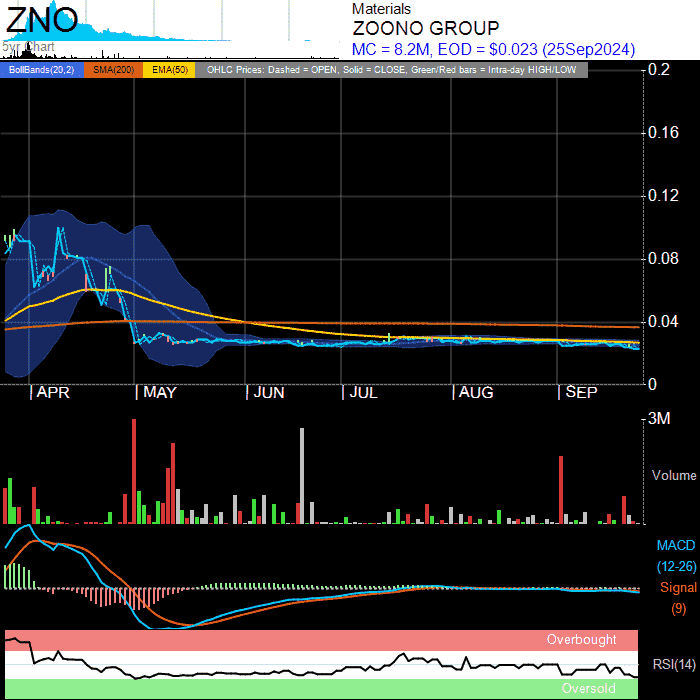 ZNO
5yr Chart
Materials
ZOONO GROUP
MC = 8.2M, EOD = $0.023 (25Sep2024)
BollBands(20,2) SMA(200) EMA(50) OHLC Prices: Dashed = OPEN, Solid = CLOSE, Green/Red bars = Intra-day HIGH/LOW
0.2
0.16
0.12
0.08
0.04
0
APR MAY JUN JUL AUG SEP
3M
Volume
MACD
(12-26)
Signal
(9)
Overbought
RSI(14)
Oversold